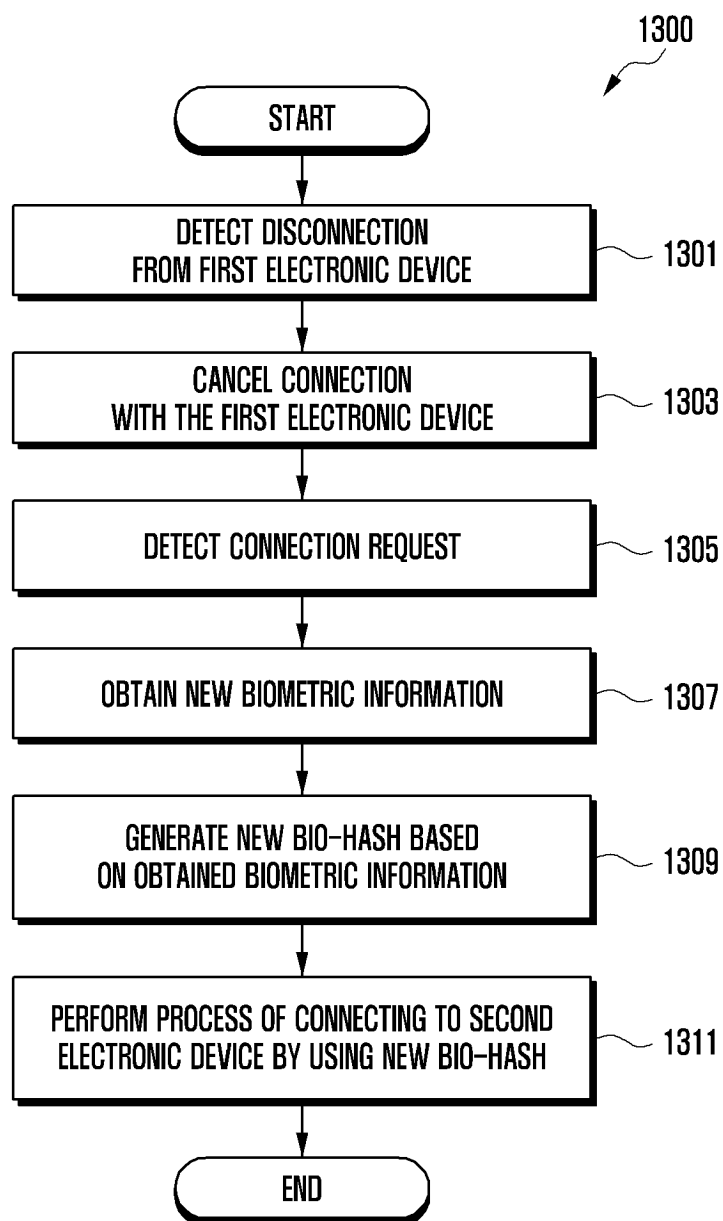 1300
START
DETECT DISCONNECTION
FROM FIRST ELECTRONIC DEVICE
1301
CANCEL CONNECTION
WITH THE FIRST ELECTRONIC DEVICE
1303
DETECT CONNECTION REQUEST
1305
OBTAIN NEW BIOMETRIC INFORMATION
1307
GENERATE NEW BIO-HASH BASED
ON OBTAINED BIOMETRIC INFORMATION
1309
PERFORM PROCESS OF CONNECTING TO SECOND
ELECTRONIC DEVICE BY USING NEW BIO-HASH
1311
END